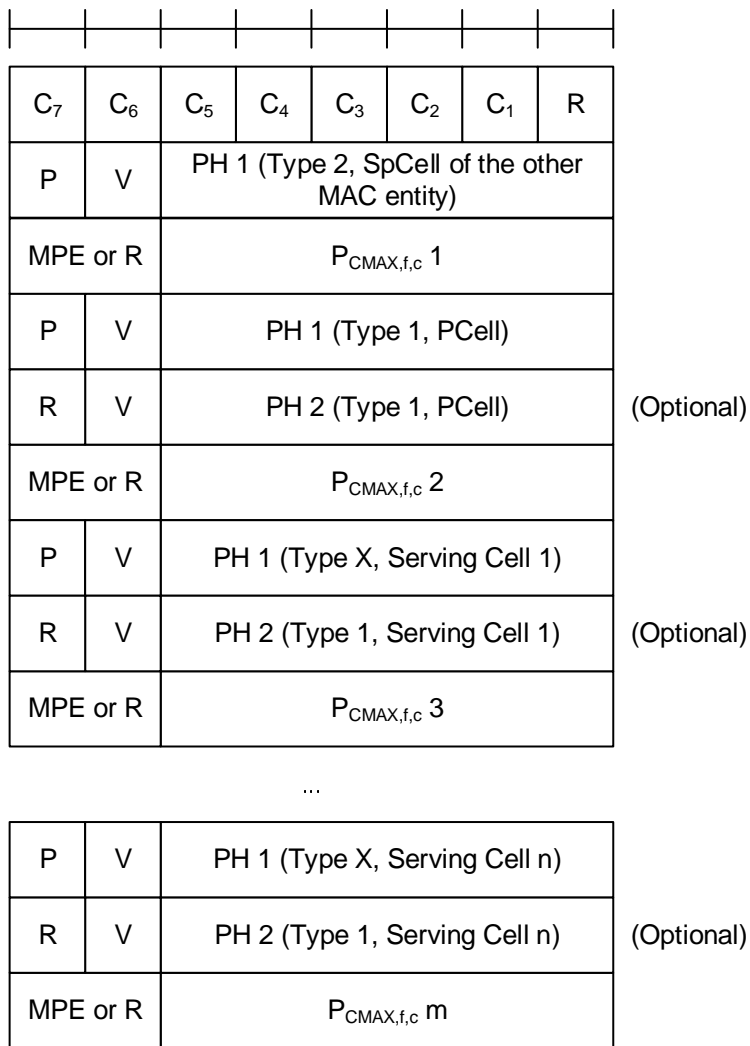 C7 C6 C5 C4 C3 C2 C1 R
P V PH 1 (Type 2, SpCell of the other
MAC entity)
MPE or R PCMAX,f,c 1
P V PH 1 (Type 1, PCell)
R V PH 2 (Type 1, PCell) (Optional)
MPE or R PCMAX,f,c 2
P V PH 1 (Type X, Serving Cell 1)
R V PH 2 (Type 1, Serving Cell 1) (Optional)
MPE or R PCMAX,f,c 3
...
P V PH 1 (Type X, Serving Cell n)
R V PH 2 (Type 1, Serving Cell n) (Optional)
MPE or R PCMAX,f,c m